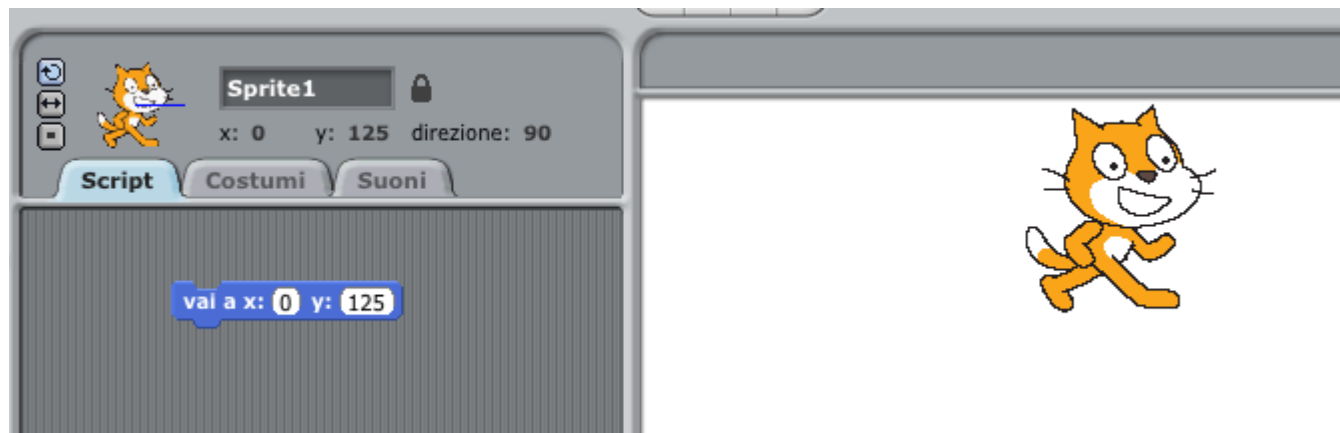 Sprite1
x: 0 y: 125 direzione: 90
Script Costumi Suoni
vai a x: 0 y: 125